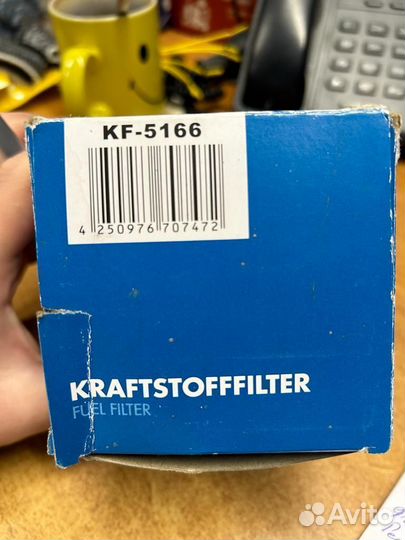 KF-5166
4 250976 707472
KRAFTSTOFFFILTER
FUEL FILTER
Avito